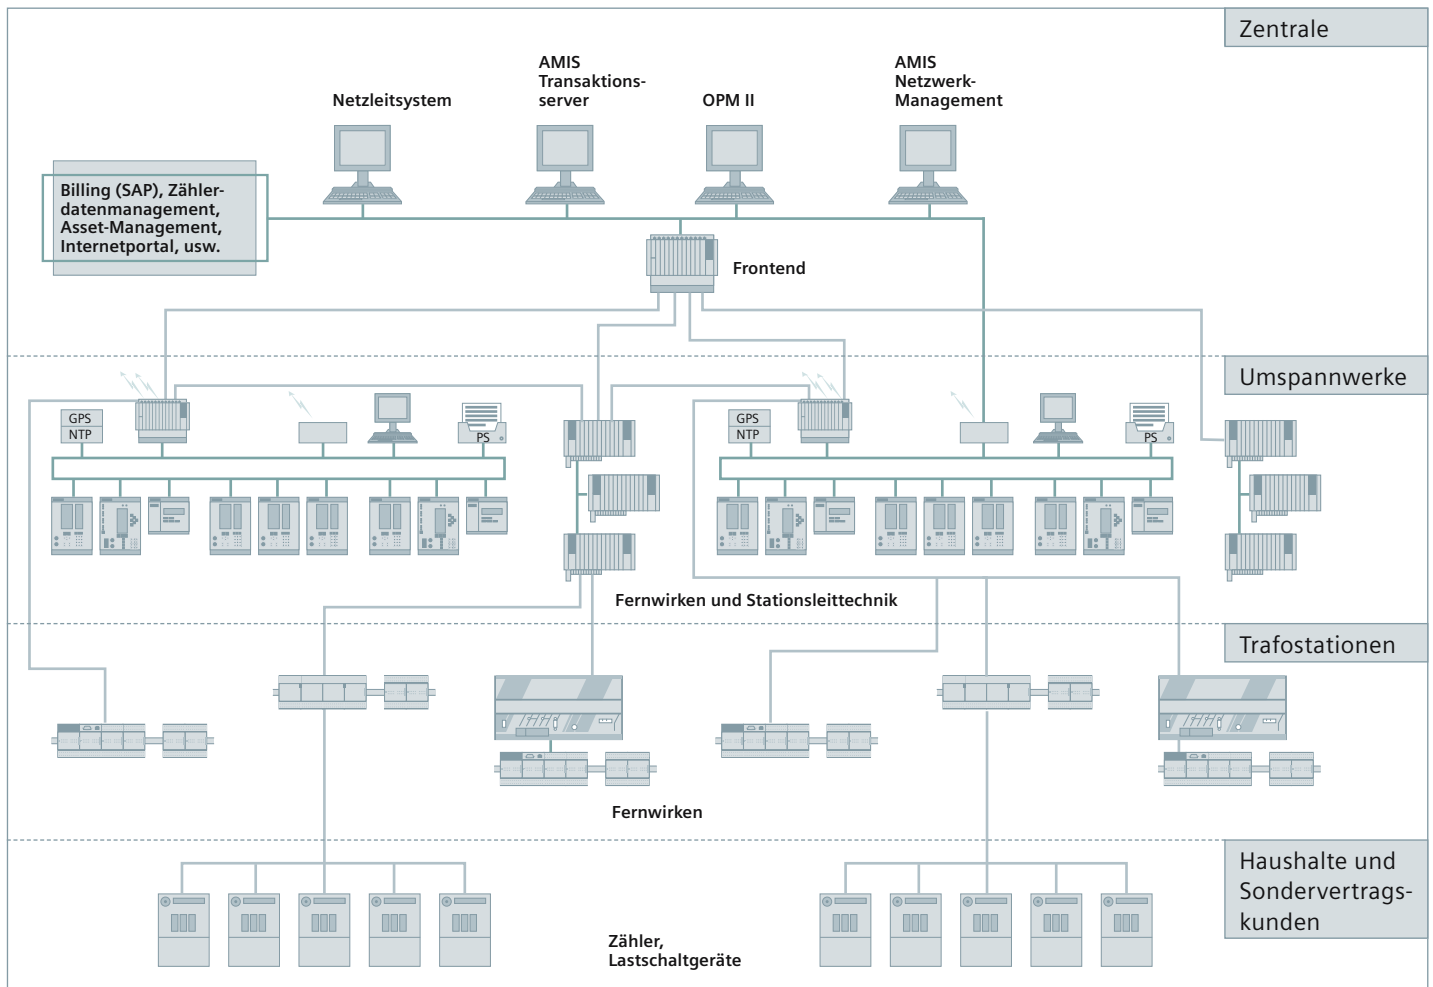 Zentrale
AMIS
Transaktions-
server
AMIS
Netzwerk-
Management
Netzleitsystem
OPM II
Billing (SAP), Zähler-
datenmanagement,
Asset-Management,
Internetportal, usw.
Frontend
Umspannwerke
GPS
NTP
PS
GPS
NTP
PS
Fernwirken und Stationsleittechnik
Trafostationen
Fernwirken
Haushalte und
Sondervertrags-
kunden
Zähler,
Lastschaltgeräte